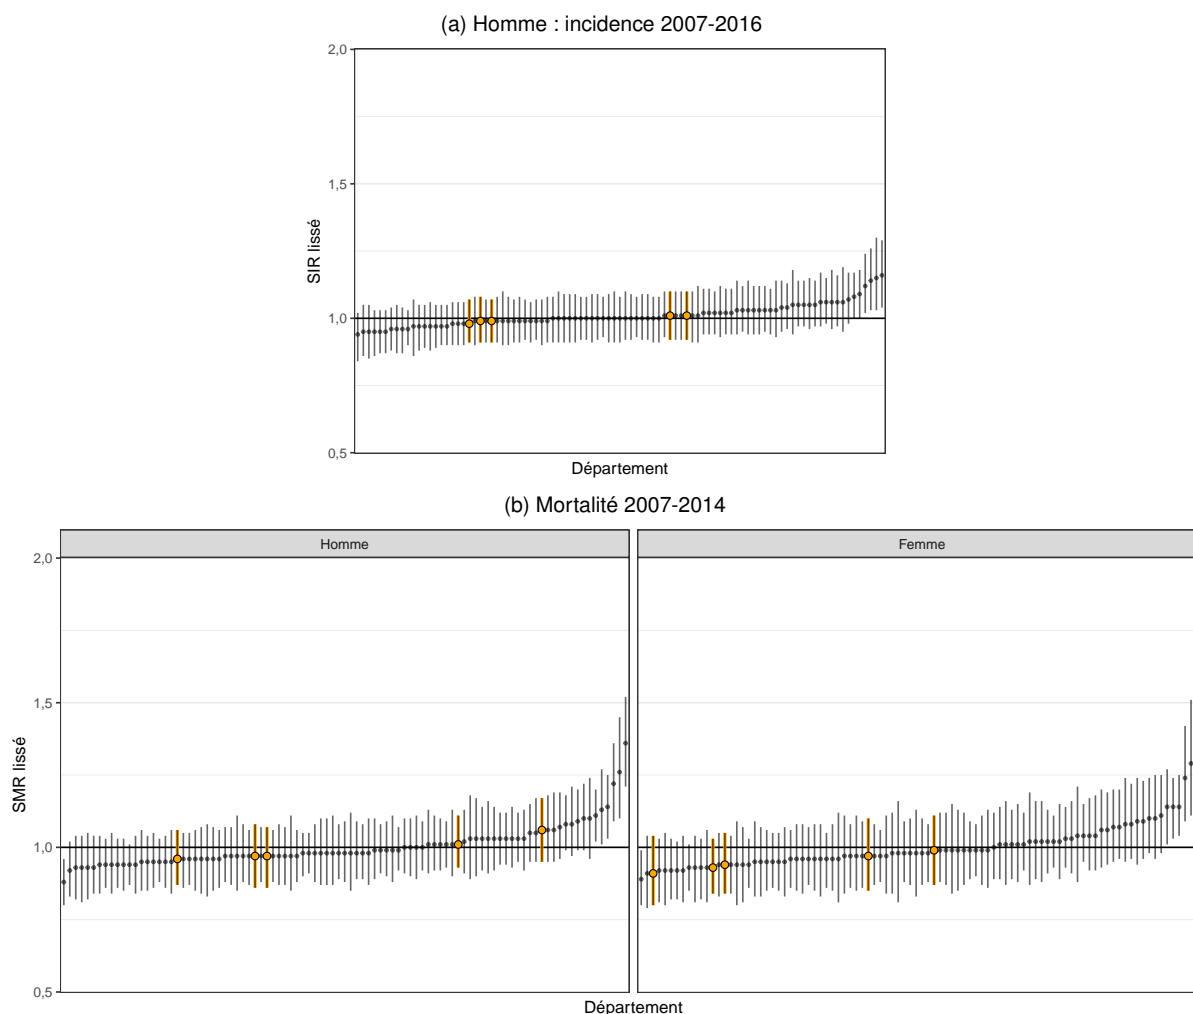 (a) Homme : incidence 2007-2016
2,0
1,5
1,0
0,5
SIR lissé
Département
(b) Mortalité 2007-2014
Homme
Femme
2,0
1,5
1,0
0,5
SMR lissé
Département